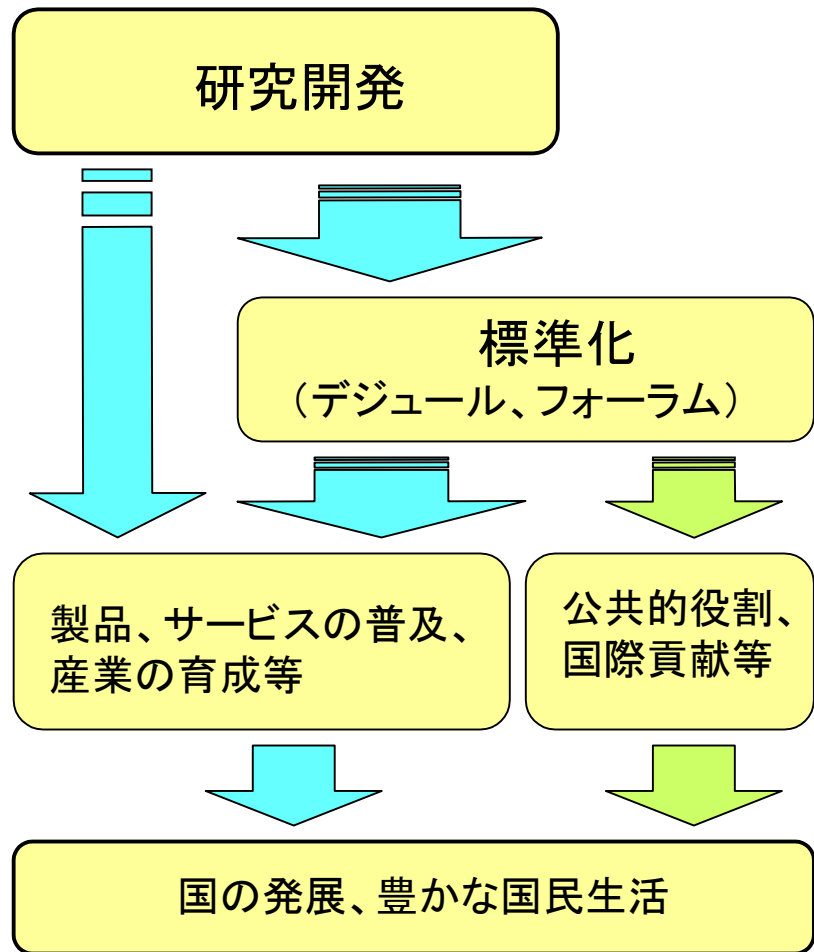 研究開発
標準化
（デジュール、フォーラム）
製品、サービスの普及、
産業の育成等
公共的役割、
国際貢献等
国の発展、豊かな国民生活